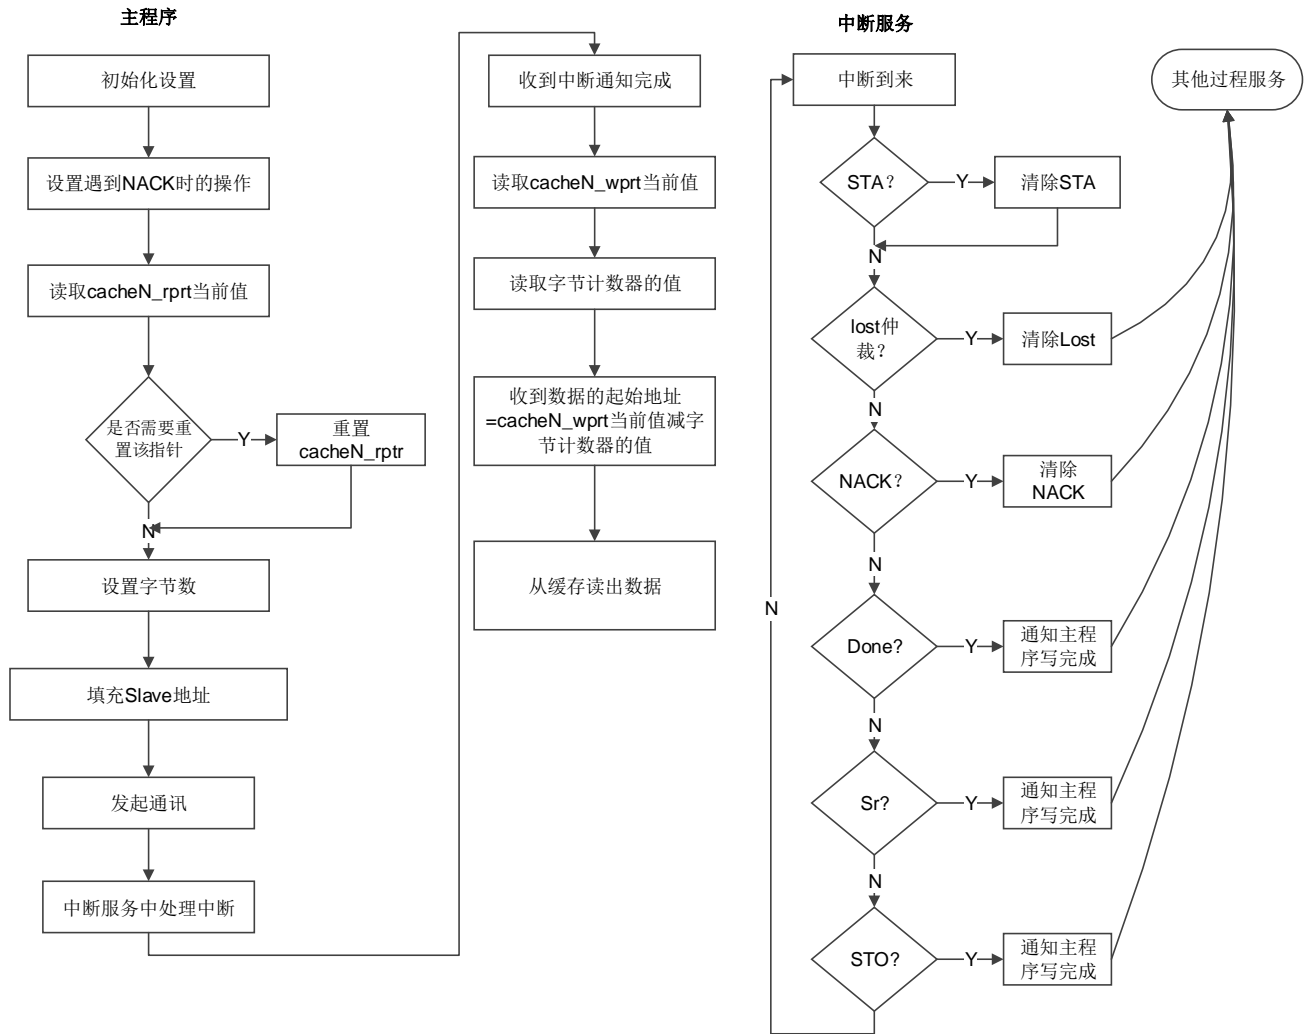 主程序
初始化设置
设置遇到NACK时的操作
读取cacheN_rprt当前值
是否需要重
置该指针
Y
重置
cacheN_rptr
N
设置字节数
填充Slave地址
发起通讯
中断服务中处理中断
收到中断通知完成
读取cacheN_wprt当前值
读取字节计数器的值
收到数据的起始地址
=cacheN_wprt当前值减字
节计数器的值
从缓存读出数据
中断服务
中断到来
其他过程服务
STA?
Y
清除STA
N
lost仲
裁?
Y
清除Lost
N
NACK?
Y
清除
NACK
N
Done?
Y
通知主程
序写完成
N
Sr?
Y
通知主程
序写完成
N
STO?
Y
通知主程
序写完成
N